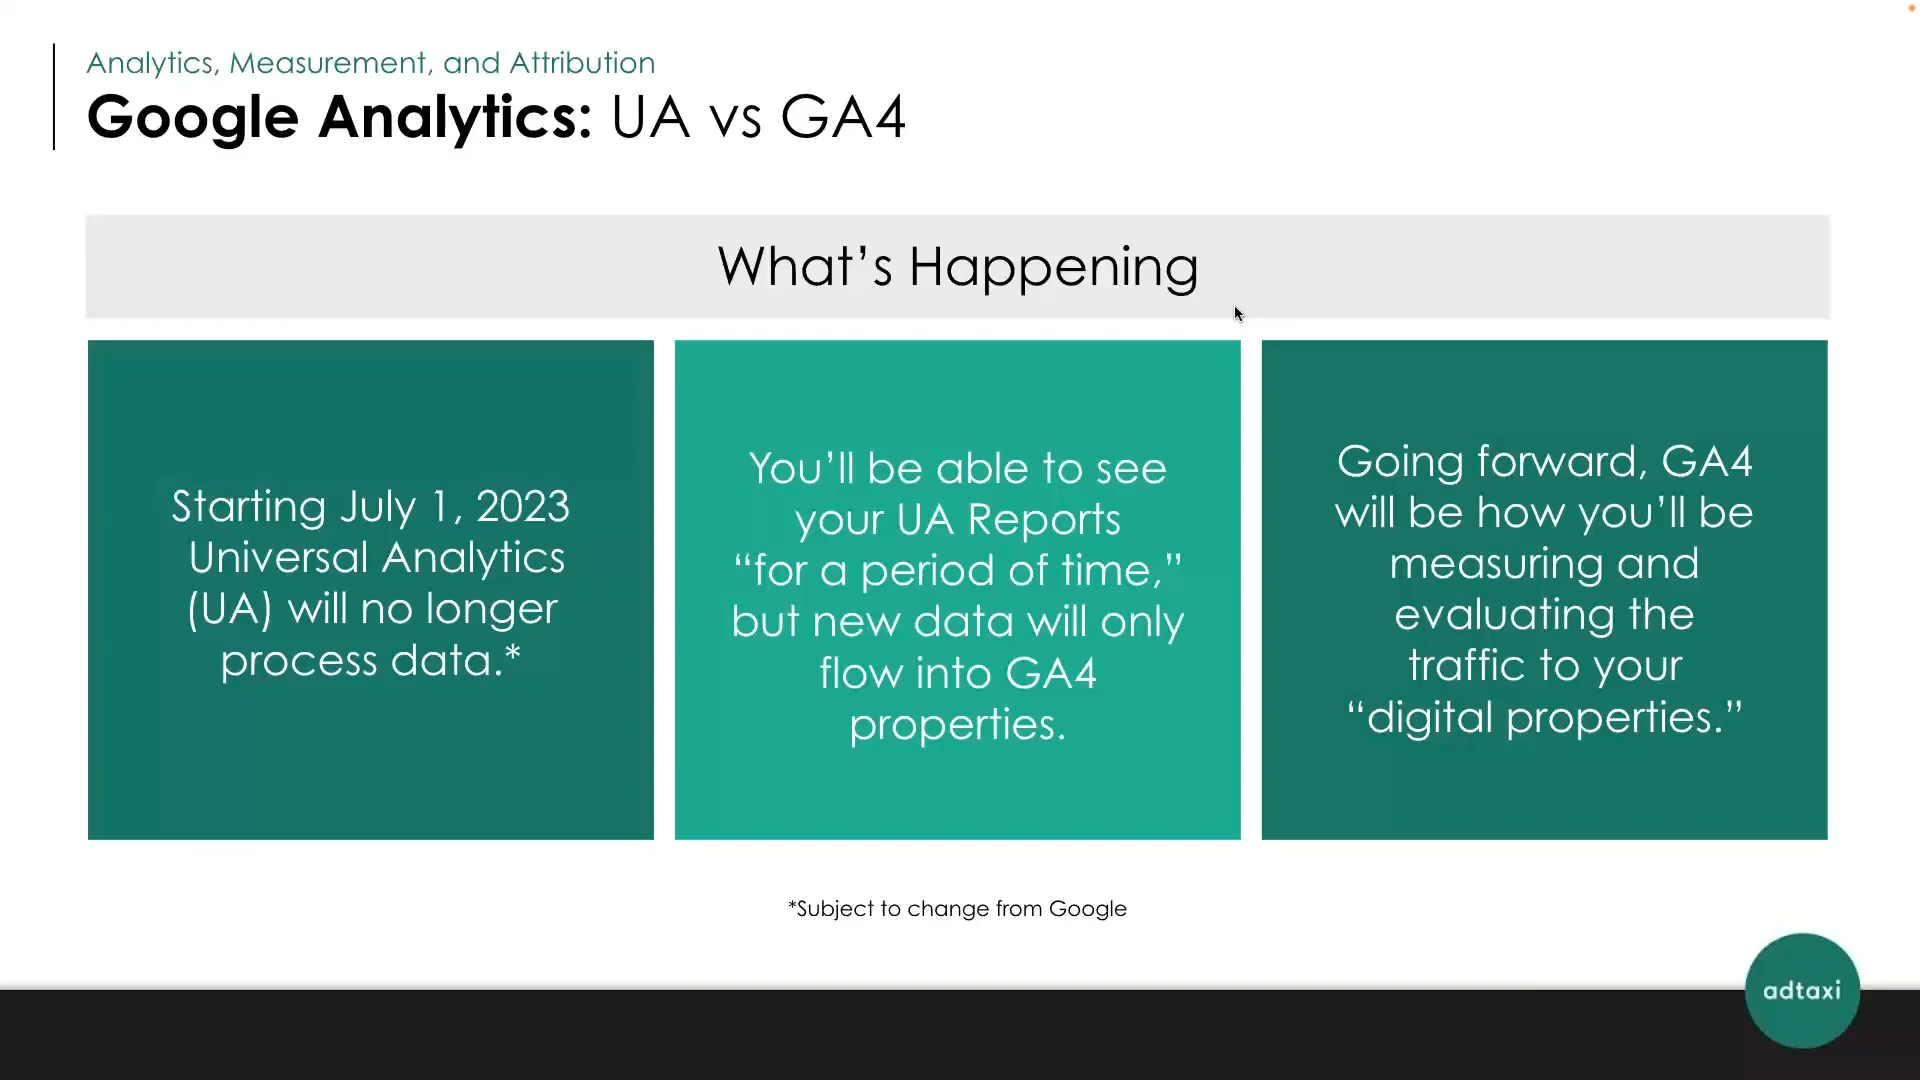 Analytics, Measurement, and Attribution
Google Analytics: UA vs GA4
What’s Happening
Starting July 1, 2023
Universal Analytics
(UA) will no longer
process data.*
You’ll be able to see
your UA Reports
“for a period of time,”
but new data will only
flow into GA4
properties.
Going forward, GA4
will be how you’ll be
measuring and
evaluating the
traffic to your
“digital properties.”
*Subject to change from Google
adtaxi